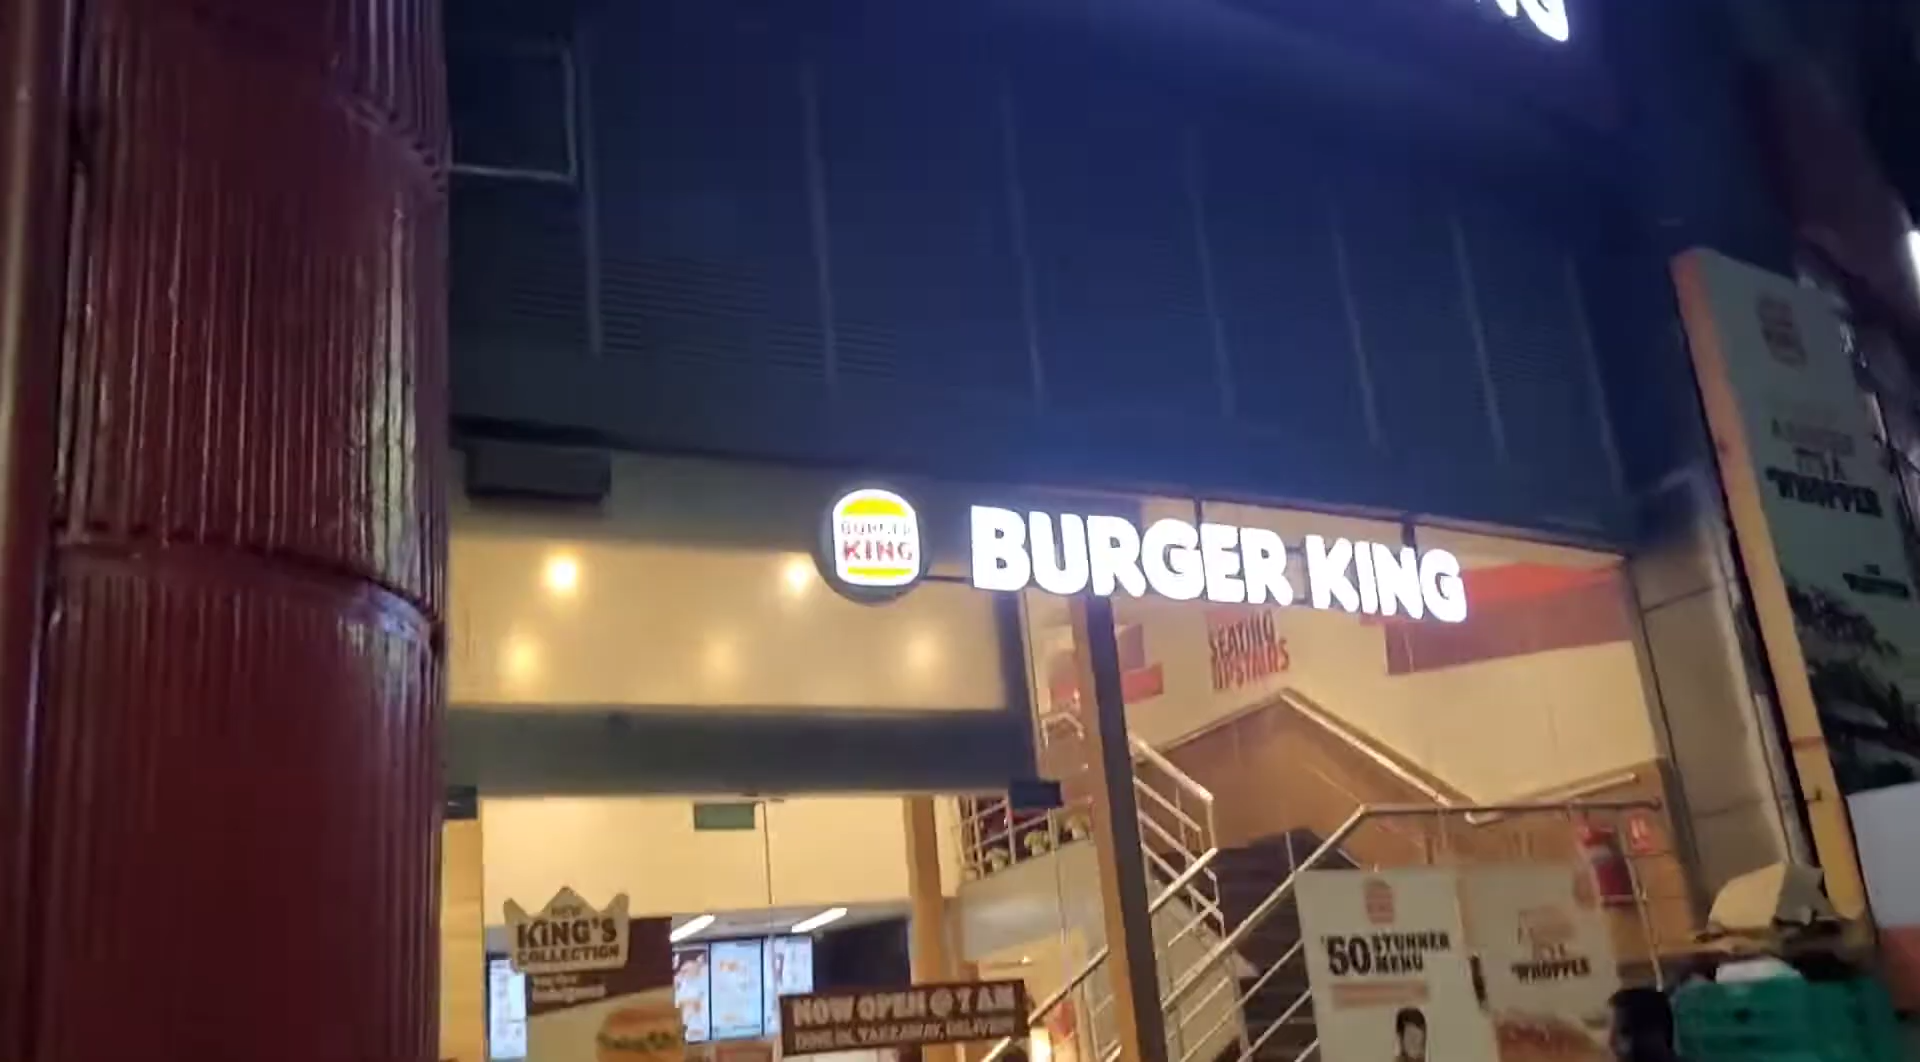 NG
BURGER
KING
BURGER KING
SEATING
UPSTAIRS
WHOPPER
NEW
KING'S
COLLECTION
NOW OPEN @ 7 AM
DINE IN, TAKEAWAY, DELIVERY
50 STUNNER
MENU
WHOPPER